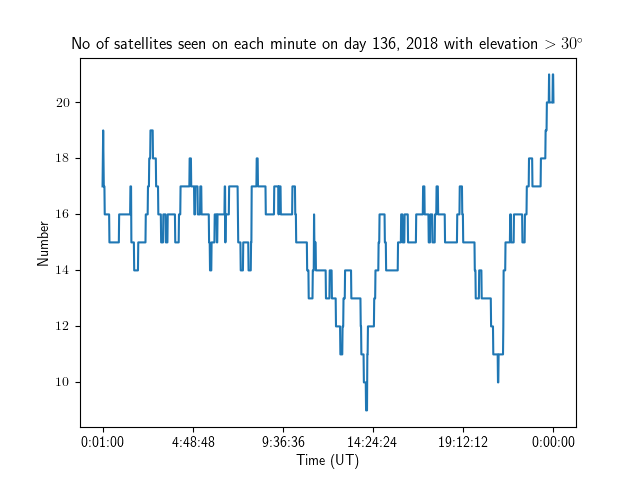 No of satellites seen on each minute on day 136, 2018 with elevation > 30°
20
18
16
14
12
10
Number
0:01:00 4:48:48 9:36:36 14:24:24 19:12:12 0:00:00
Time (UT)